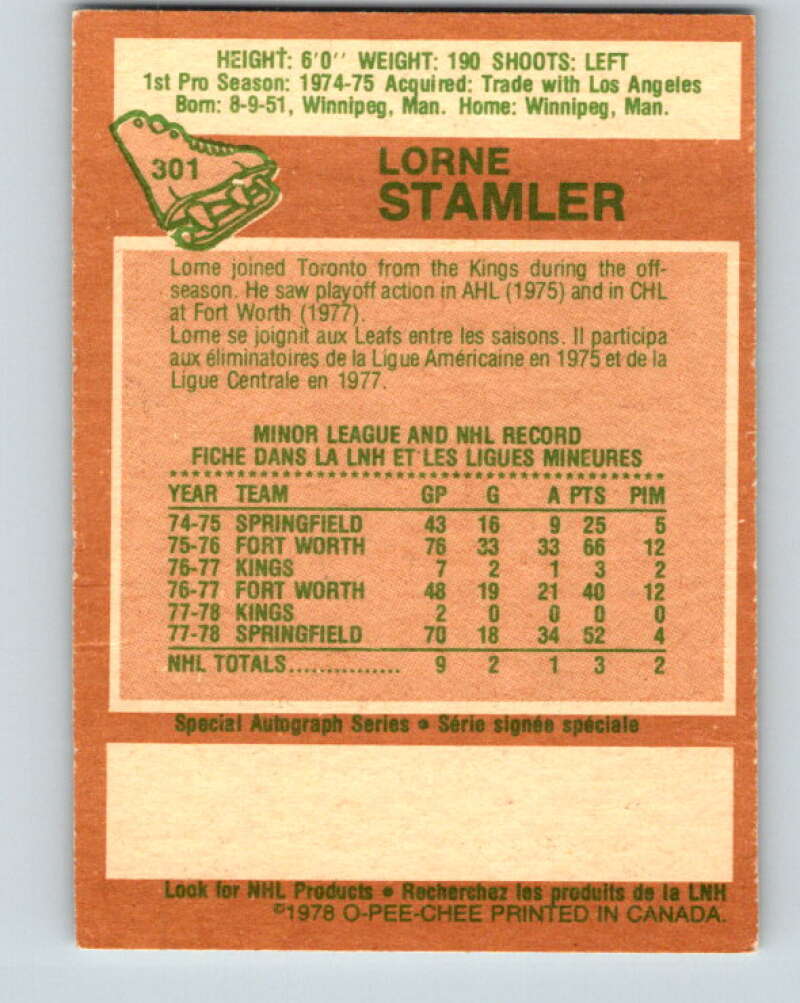 HEIGHT: 6'0'' WEIGHT: 190 SHOOTS: LEFT
1st Pro Season: 1974-75 Acquired: Trade with Los Angeles
Born: 8-9-51, Winnipeg, Man. Home: Winnipeg, Man.
301
LORNE
STAMLER
Lorne joined Toronto from the Kings during the off-
season. He saw playoff action in AHL (1975) and in CHL
at Fort Worth (1977).
Lorne se joignit aux Leafs entre les saisons. Il participa
aux éliminatoires de la Ligue Américaine en 1975 et de la
Ligue Centrale en 1977.
MINOR LEAGUE AND NHL RECORD
FICHE DANS LA LNH ET LES LIGUES MINEURES
YEAR TEAM GP G A PTS PIM
74-75 SPRINGFIELD 43 16 9 25 5
75-76 FORT WORTH 76 33 33 66 12
76-77 KINGS 7 2 1 3 2
76-77 FORT WORTH 48 19 21 40 12
77-78 KINGS 2 0 0 0 0
77-78 SPRINGFIELD 70 18 34 52 4
NHL TOTALS............... 9 2 1 3 2
Special Autograph Series • Série signée spéciale
Look for NHL Products • Recherchez les produits de la LNH
©1978 O-PEE-CHEE PRINTED IN CANADA.